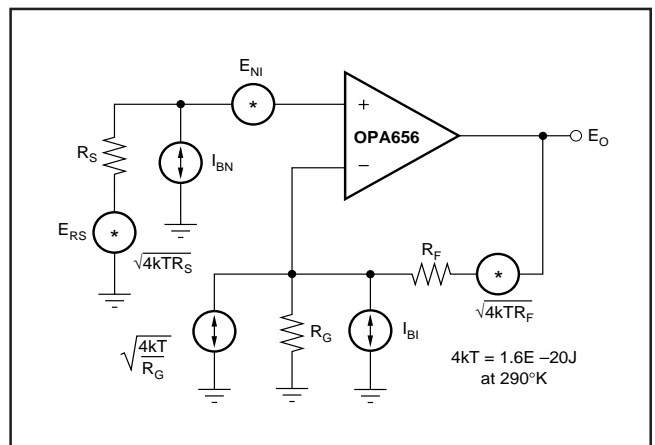 E_NI
*
+
OPA656
−
E_O
R_S
I_BN
E_RS
*
√4kTR_S
R_F
*
√4kTR_F
√4kT/R_G
R_G
I_BI
4kT = 1.6E –20J
at 290°K